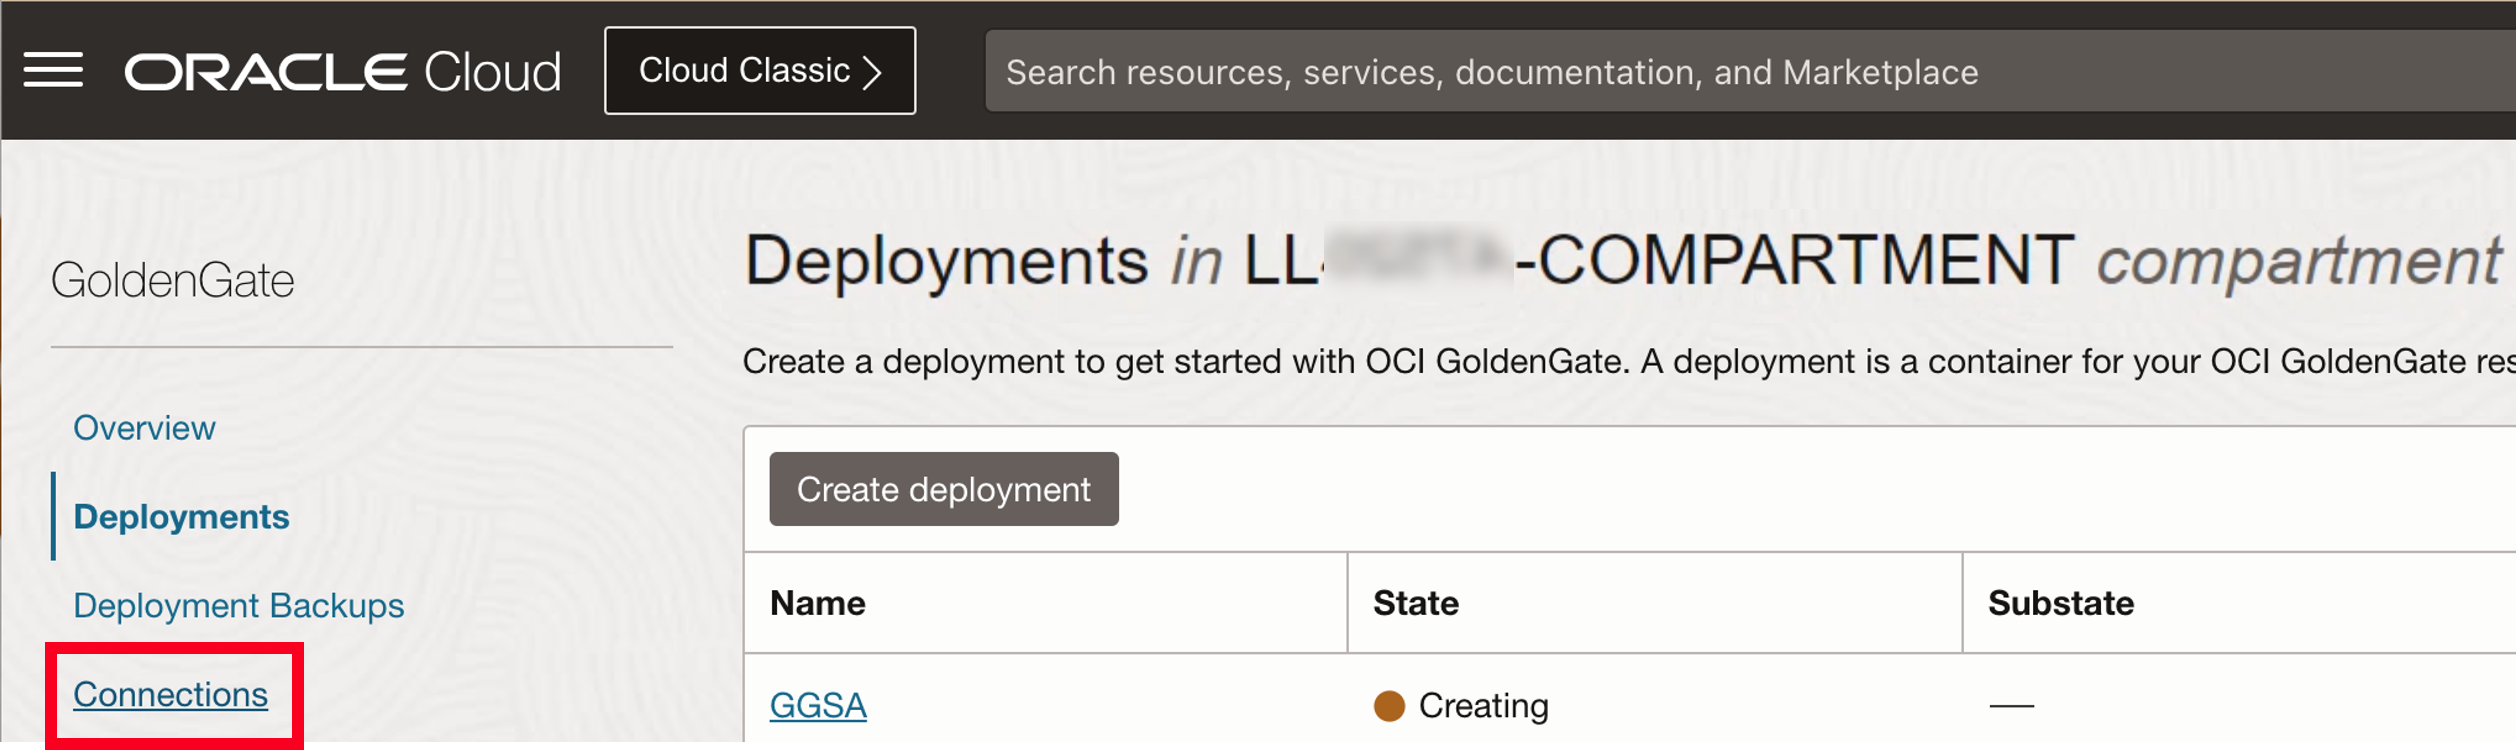 ORACLE Cloud
Cloud Classic
Search resources, services, documentation, and Marketplace
GoldenGate
Overview
Deployments
Deployment Backups
Connections
Deployments in LL -COMPARTMENT compartment
Create a deployment to get started with OCI GoldenGate. A deployment is a container for your OCI GoldenGate
Create deployment
Name State Substate
GGSA Creating —